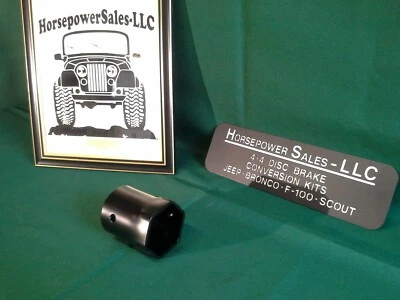 HorsepowerSales-LLC
HORSEPOWER SALES-LLC
4·4 DISC BRAKE
CONVERSION KITS
JEEP·BRONCO·F-100·SCOUT